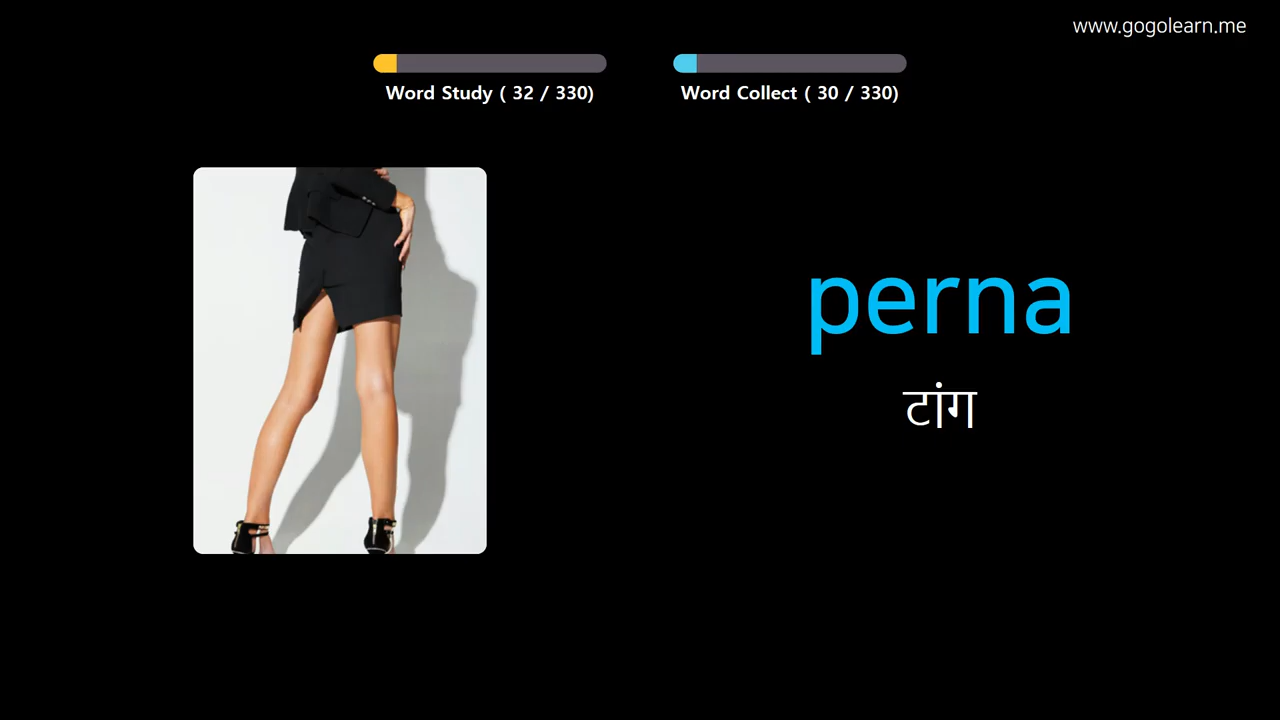 www.gogolearn.me
Word Study ( 32 / 330)
Word Collect ( 30 / 330)
perna
टांग